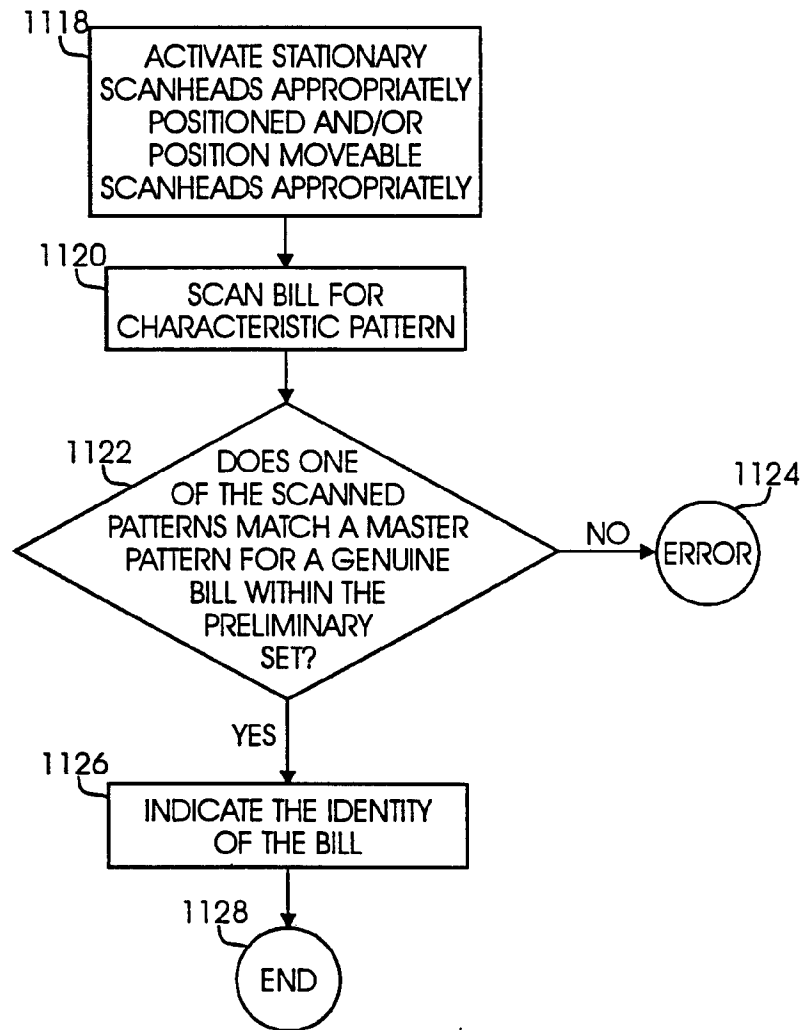 1118
ACTIVATE STATIONARY
SCANHEADS APPROPRIATELY
POSITIONED AND/OR
POSITION MOVEABLE
SCANHEADS APPROPRIATELY
1120
SCAN BILL FOR
CHARACTERISTIC PATTERN
1122
DOES ONE
OF THE SCANNED
PATTERNS MATCH A MASTER
PATTERN FOR A GENUINE
BILL WITHIN THE
PRELIMINARY
SET?
NO
1124
ERROR
YES
1126
INDICATE THE IDENTITY
OF THE BILL
1128
END